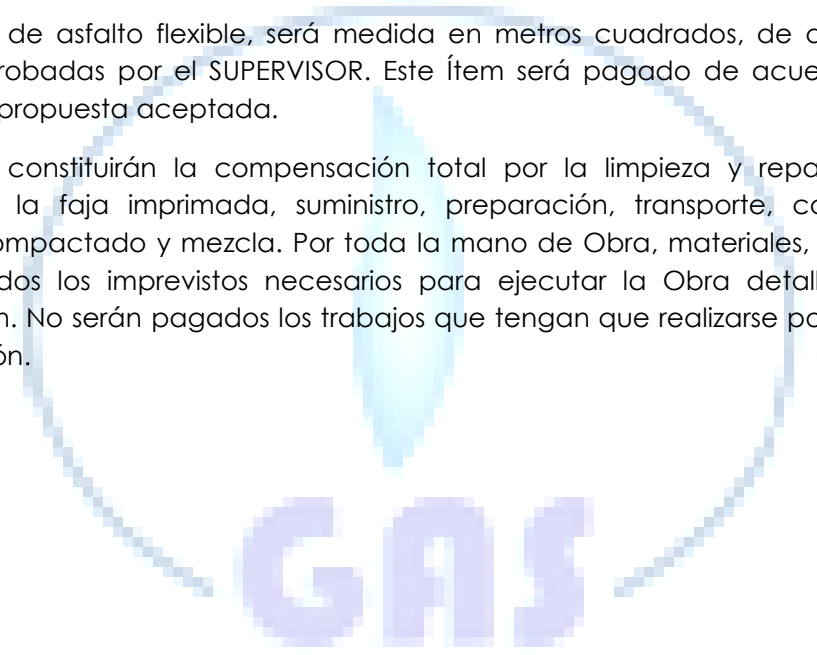 de asfalto flexible, será medida en metros cuadrados, de
robadas por el SUPERVISOR. Este Ítem será pagado de acue
propuesta aceptada.
constituirán la compensación total por la limpieza y repa
la faja imprimada, suministro, preparación, transporte, co
ompactado y mezcla. Por toda la mano de Obra, materiales,
dos los imprevistos necesarios para ejecutar la Obra detall
n. No serán pagados los trabajos que tengan que realizarse po
ón.
GAS